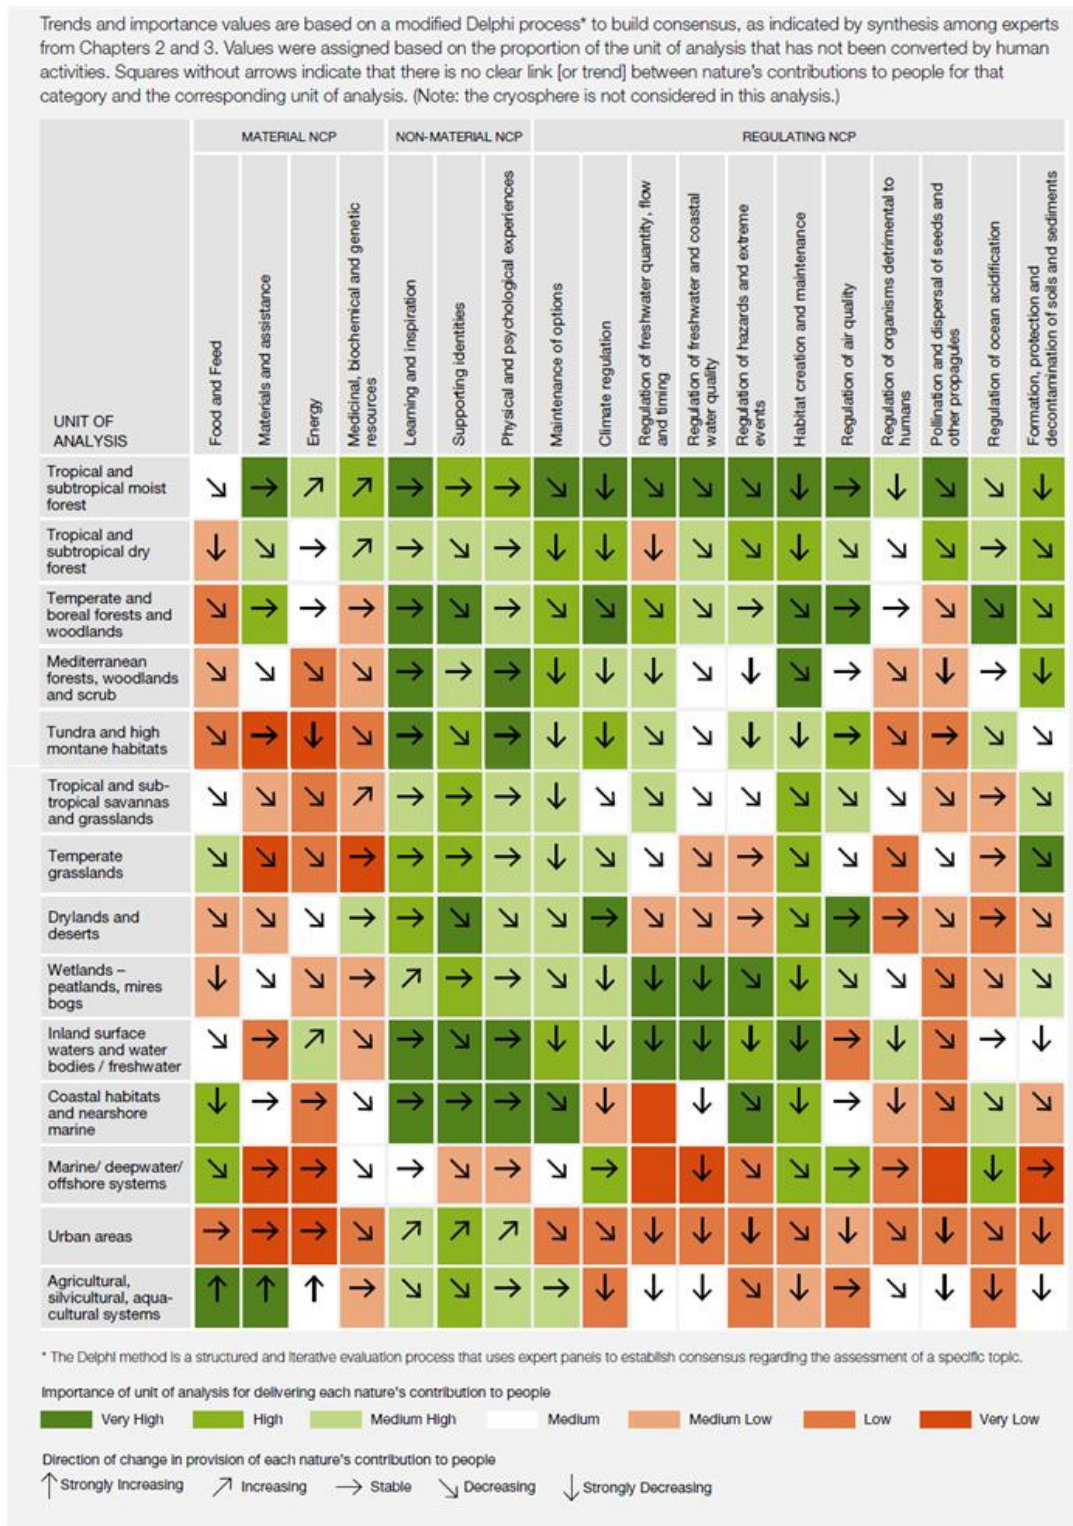 Trends and importance values are based on a modified Delphi process* to build consensus, as indicated by synthesis among experts
from Chapters 2 and 3. Values were assigned based on the proportion of the unit of analysis that has not been converted by human
activities. Squares without arrows indicate that there is no clear link [or trend] between nature's contributions to people for that
category and the corresponding unit of analysis. (Note: the cryosphere is not considered in this analysis.)
MATERIAL NCP
NON-MATERIAL NCP
REGULATING NCP
UNIT OF
ANALYSIS
Food and Feed
Materials and assistance
Energy
Medicinal, biochemical and genetic
resources
Learning and inspiration
Supporting identities
Physical and psychological experiences
Maintenance of options
Climate regulation
Regulation of freshwater quantity, flow
and timing
Regulation of freshwater and coastal
water quality
Regulation of hazards and extreme
events
Habitat creation and maintenance
Regulation of air quality
Regulation of organisms detrimental to
humans
Pollination and dispersal of seeds and
other propagules
Regulation of ocean acidification
Formation, protection and
decontamination of soils and sediments
Tropical and
subtropical moist
forest
Tropical and
subtropical dry
forest
Temperate and
boreal forests and
woodlands
Mediterranean
forests, woodlands
and scrub
Tundra and high
montane habitats
Tropical and sub-
tropical savannas
and grasslands
Temperate
grasslands
Drylands and
deserts
Wetlands –
peatlands, mires
bogs
Inland surface
waters and water
bodies / freshwater
Coastal habitats
and nearshore
marine
Marine/ deepwater/
offshore systems
Urban areas
Agricultural,
silvicultural, aqua-
cultural systems
* The Delphi method is a structured and iterative evaluation process that uses expert panels to establish consensus regarding the assessment of a specific topic.
Importance of unit of analysis for delivering each nature's contribution to people
Very High High Medium High Medium Medium Low Low Very Low
Direction of change in provision of each nature's contribution to people
Strongly Increasing Increasing Stable Decreasing Strongly Decreasing